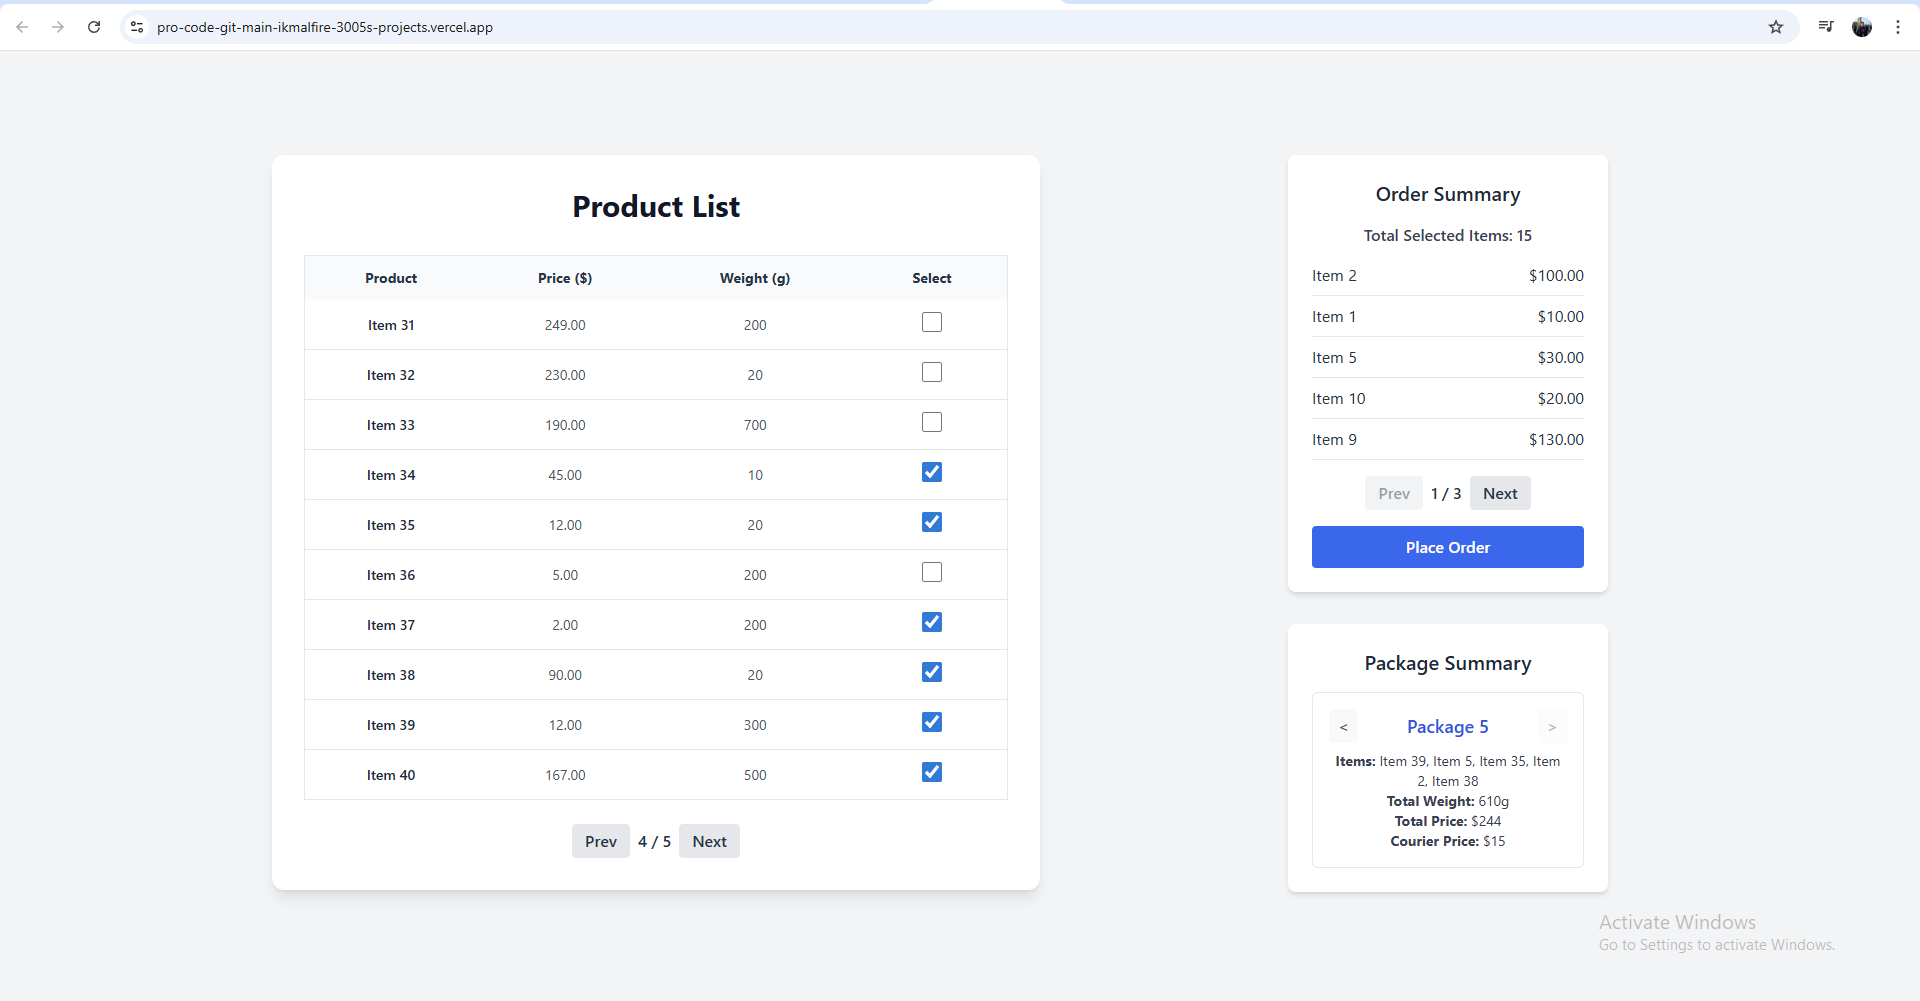 pro-code-git-main-ikmalfire-3005s-projects.vercel.app
Product List
Product Price ($) Weight (g) Select
Item 31 249.00 200
Item 32 230.00 20
Item 33 190.00 700
Item 34 45.00 10
Item 35 12.00 20
Item 36 5.00 200
Item 37 2.00 200
Item 38 90.00 20
Item 39 12.00 300
Item 40 167.00 500
Prev 4 / 5 Next
Order Summary
Total Selected Items: 15
Item 2 $100.00
Item 1 $10.00
Item 5 $30.00
Item 10 $20.00
Item 9 $130.00
Prev 1 / 3 Next
Place Order
Package Summary
< Package 5 >
Items: Item 39, Item 5, Item 35, Item
2, Item 38
Total Weight: 610g
Total Price: $244
Courier Price: $15
Activate Windows
Go to Settings to activate Windows.